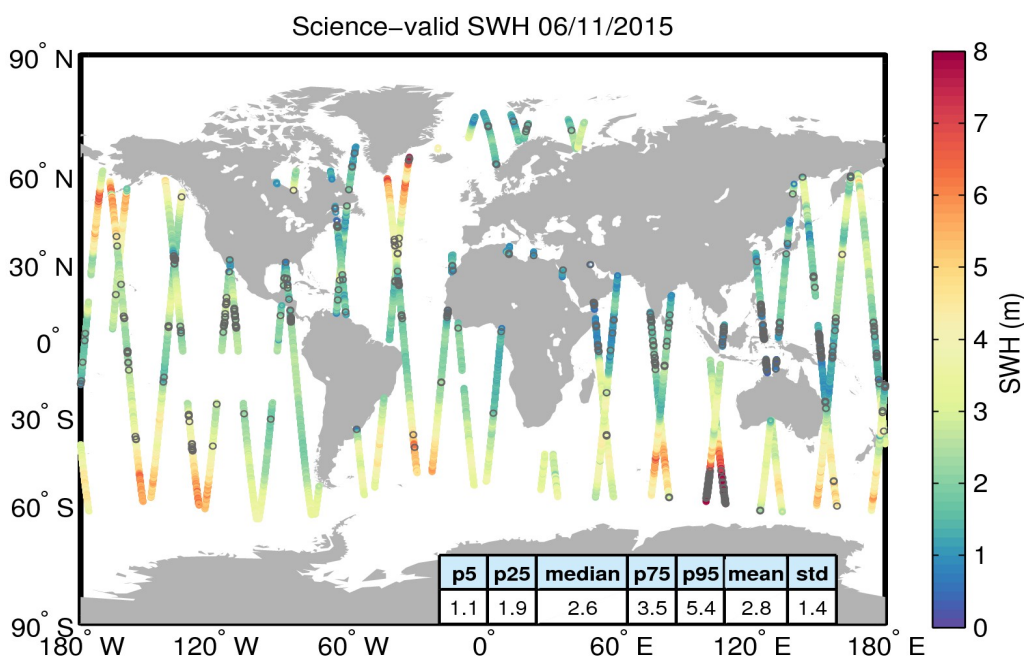 Science−valid SWH 06/11/2015
90° N
60° N
30° N
0°
30° S
60° S
90° S
180° W
120° W
60° W
0°
60° E
120° E
180° E
p5 p25 median p75 p95 mean std
1.1 1.9 2.6 3.5 5.4 2.8 1.4
8
7
6
5
4
3
2
1
0
SWH (m)